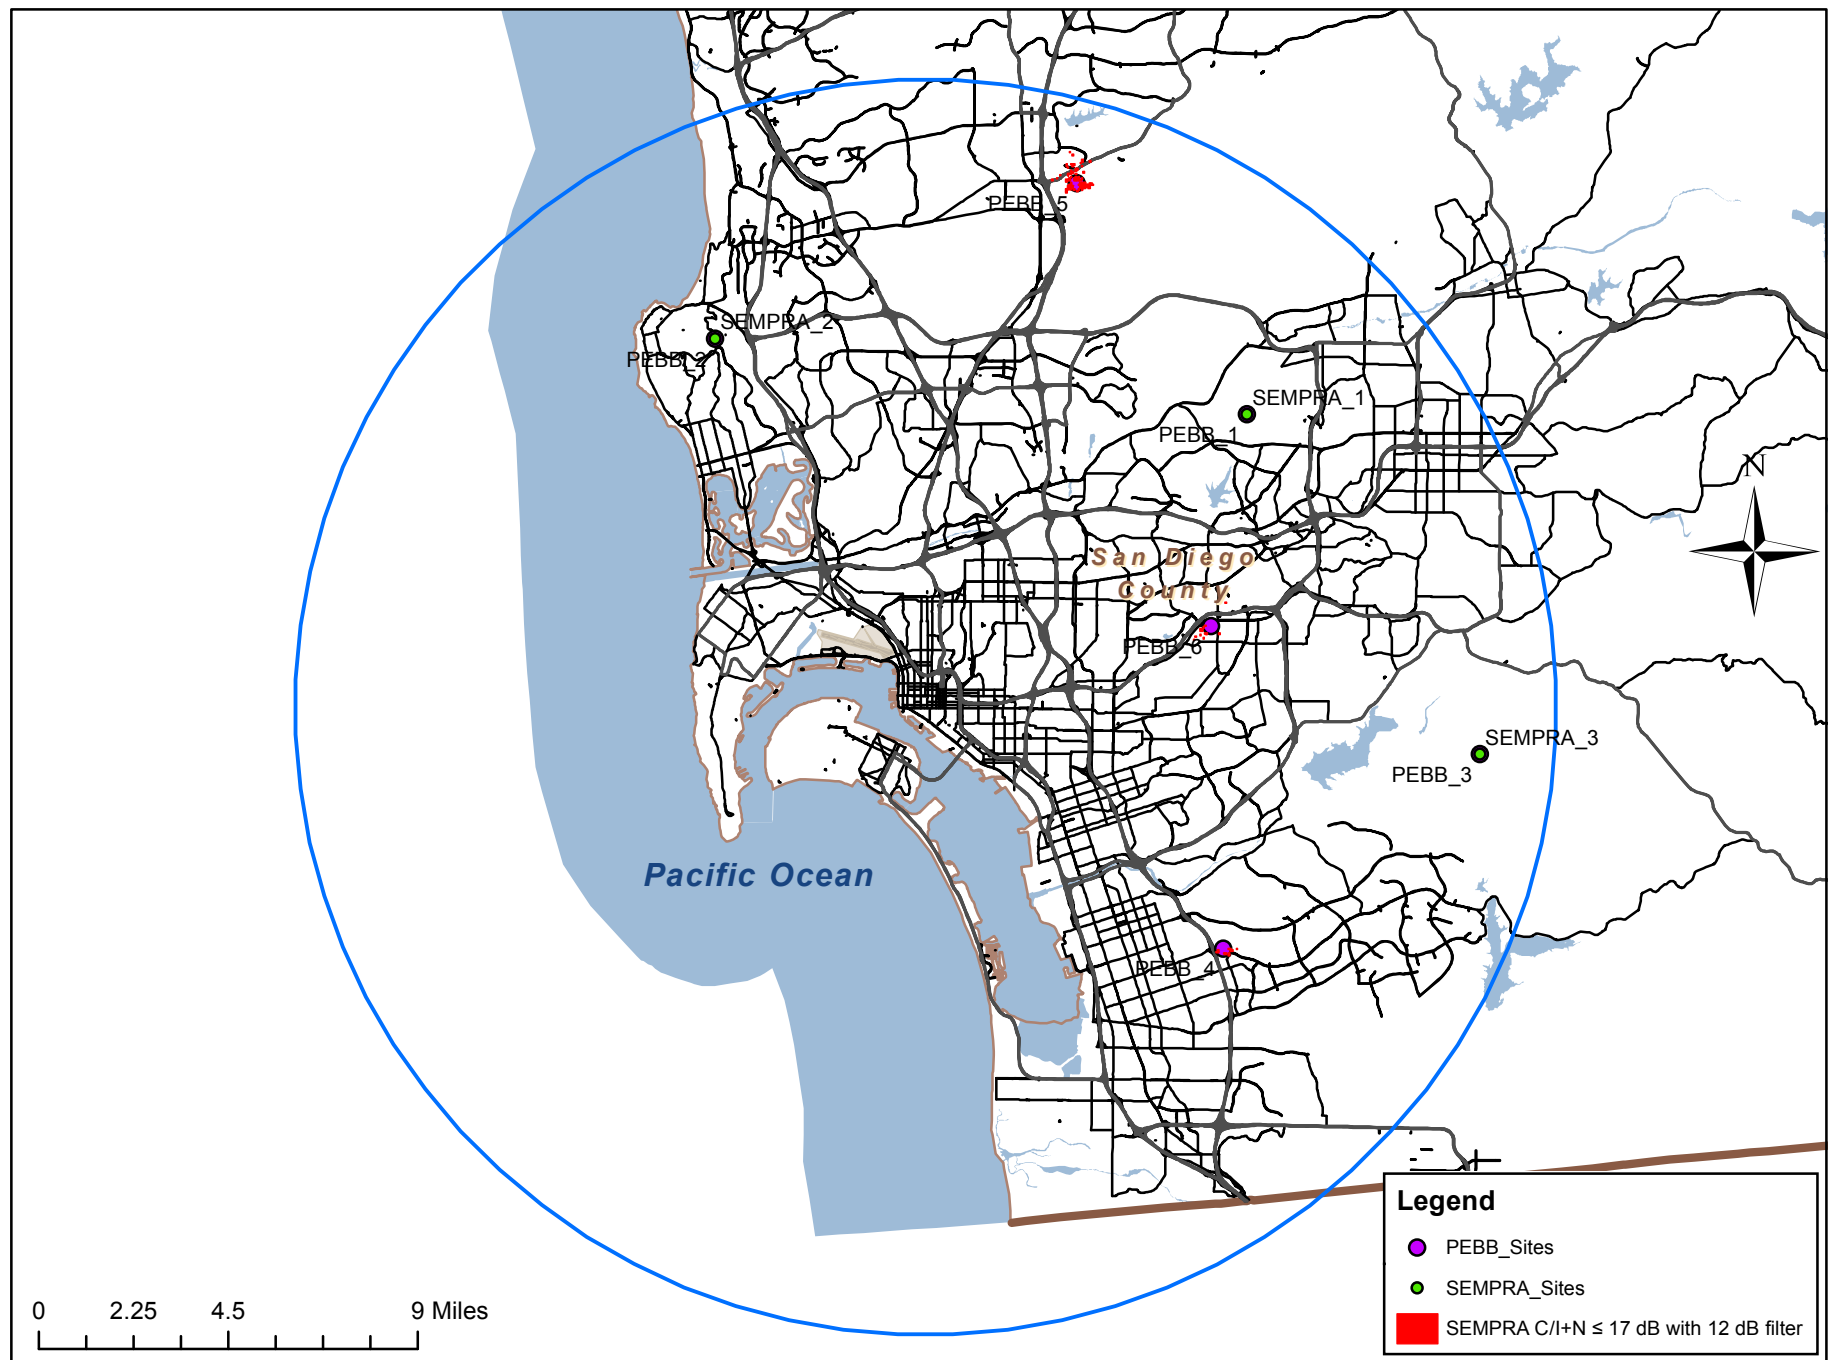 PEBB_5
SEMPRA_2
PEBB_2
SEMPRA_1
PEBB_1
N
San Diego
County
PEBB_6
SEMPRA_3
PEBB_3
Pacific Ocean
PEBB_4
Legend
PEBB_Sites
SEMPRA_Sites
SEMPRA C/I+N ≤ 17 dB with 12 dB filter
0 2.25 4.5 9 Miles